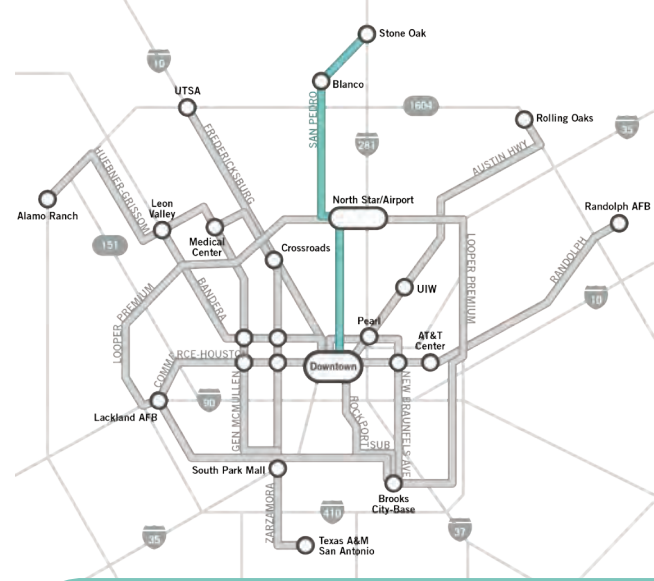 Stone Oak
10
Blanco
UTSA
1604
SAN PEDRO
Rolling Oaks
FREDERICKSBURG
35
281
AUSTIN HWY
HUEBNER-GRISSOM
Leon
Valley
North Star/Airport
Randolph AFB
Alamo Ranch
Medical
Center
151
Crossroads
LOOPER PREMIUM
RANDOLPH
UIW
BANDERA
10
LOOPER PREMIUM
Pearl
AT&T
Center
COMM
RCE-HOUSTON
Downtown
GEN MCMULLEN
ROCKPORT
NEW BRAUNFELS AVE
90
Lackland AFB
SUB
South Park Mall
Brooks
City-Base
ZARZAMORA
410
35
37
Texas A&M
San Antonio